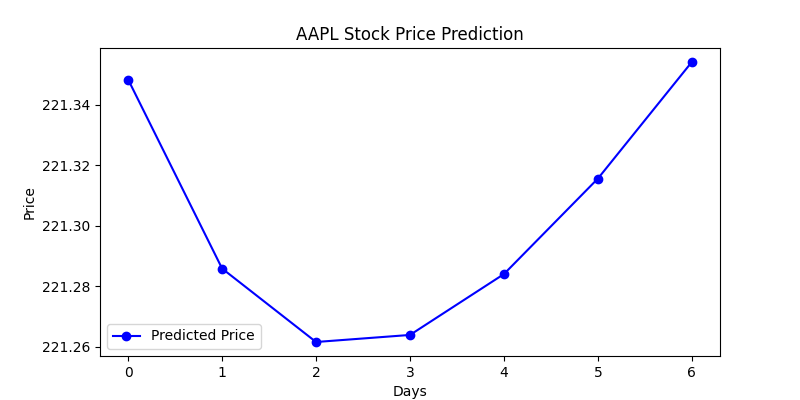 AAPL Stock Price Prediction
Price
221.34
221.32
221.30
221.28
221.26
Predicted Price
0 1 2 3 4 5 6
Days